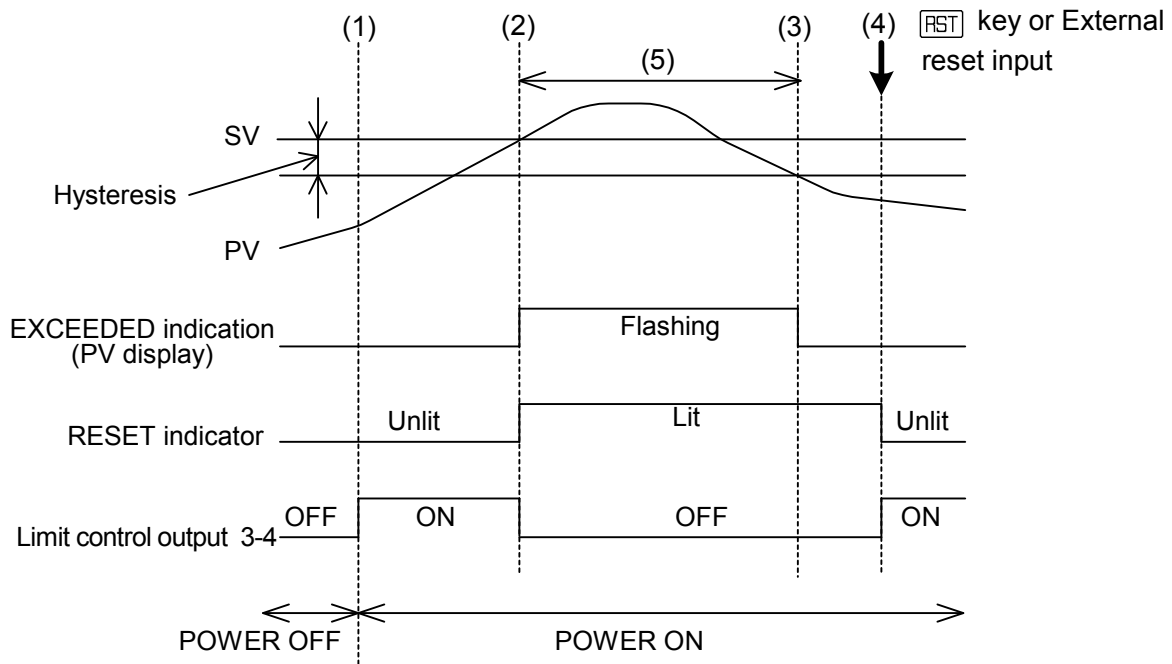 (1) (2) (3) (4) RST key or External
reset input
(5)
SV
Hysteresis
PV
EXCEEDED indication
(PV display)
Flashing
RESET indicator
Unlit
Lit
Unlit
Limit control output 3-4
OFF
ON
OFF
ON
POWER OFF
POWER ON